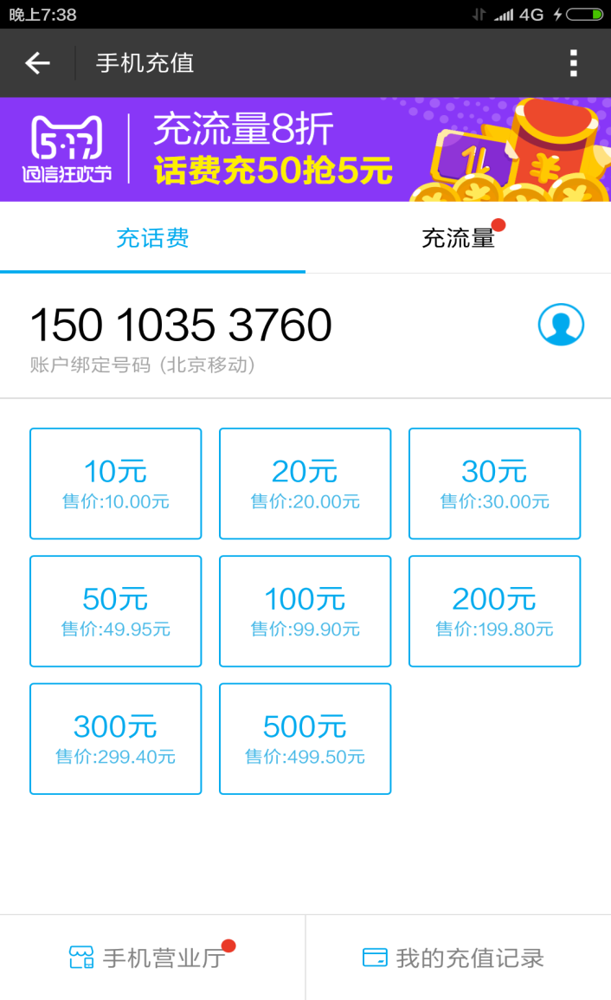 晚上7:38
4G
手机充值
5·17
通信狂欢节
充流量8折
话费充50抢5元
充话费
充流量
150 1035 3760
账户绑定号码 (北京移动)
10元
售价:10.00元
20元
售价:20.00元
30元
售价:30.00元
50元
售价:49.95元
100元
售价:99.90元
200元
售价:199.80元
300元
售价:299.40元
500元
售价:499.50元
手机营业厅
我的充值记录